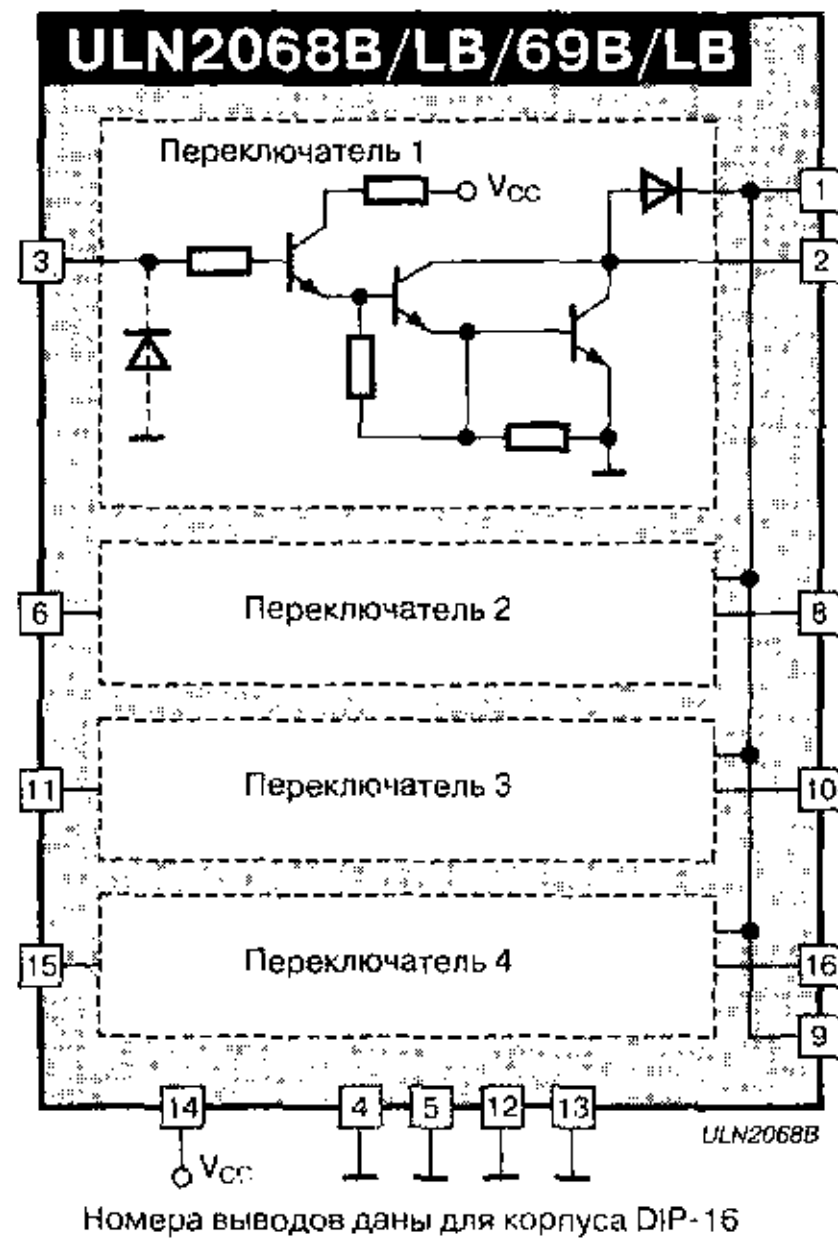 ULN2068B/LB/69B/LB
Переключатель 1
VCC
1
3
2
Переключатель 2
6
8
Переключатель 3
11
10
Переключатель 4
15
16
9
14
4
5
12
13
ULN2068B
VCC
Номера выводов даны для корпуса DIP-16